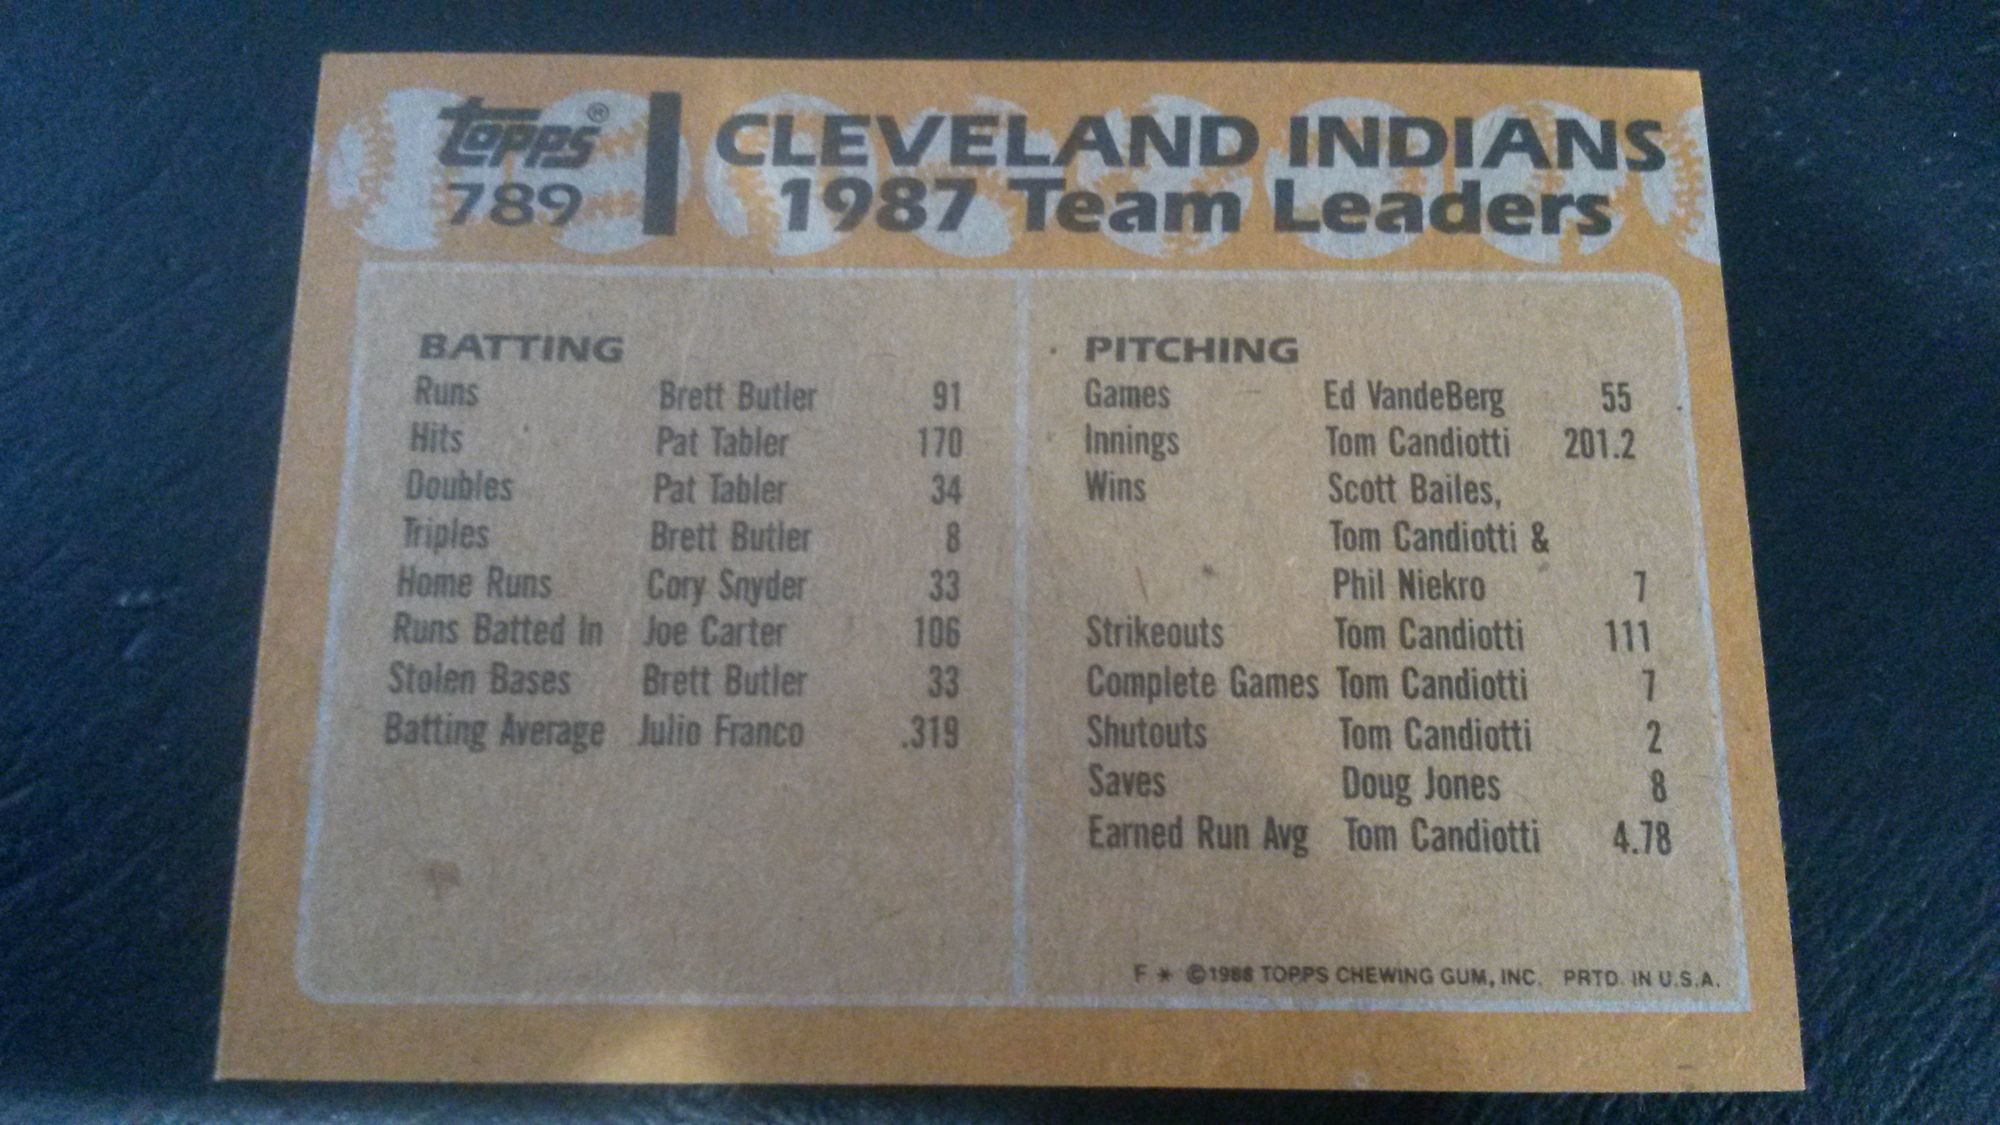 topps®
789
CLEVELAND INDIANS
1987 Team Leaders
BATTING
Runs Brett Butler 91
Hits Pat Tabler 170
Doubles Pat Tabler 34
Triples Brett Butler 8
Home Runs Cory Snyder 33
Runs Batted In Joe Carter 106
Stolen Bases Brett Butler 33
Batting Average Julio Franco .319
PITCHING
Games Ed VandeBerg 55
Innings Tom Candiotti 201.2
Wins Scott Bailes,
Tom Candiotti &
Phil Niekro 7
Strikeouts Tom Candiotti 111
Complete Games Tom Candiotti 7
Shutouts Tom Candiotti 2
Saves Doug Jones 8
Earned Run Avg Tom Candiotti 4.78
F * ©1988 TOPPS CHEWING GUM, INC. PRTD. IN U.S.A.